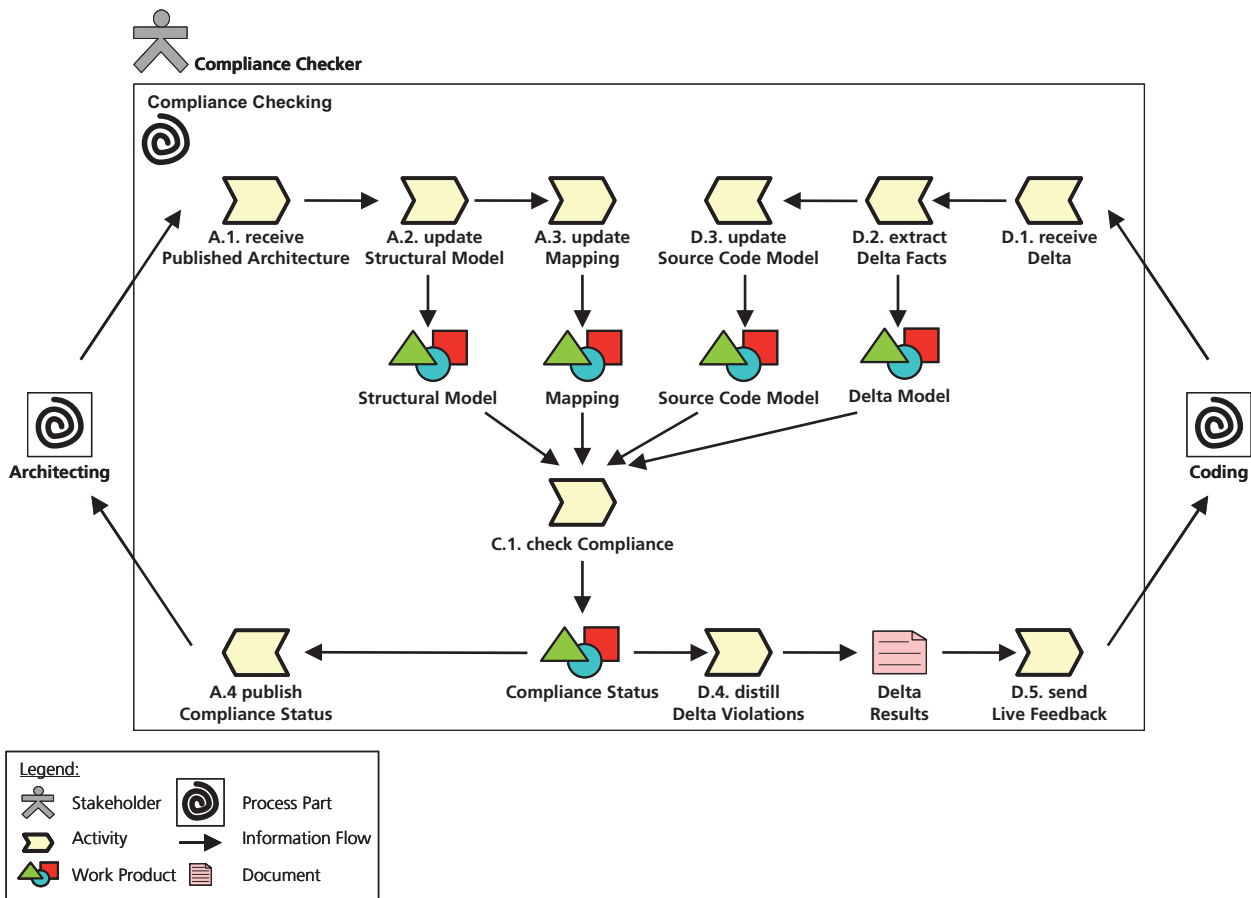 Compliance Checker
Compliance Checking
A.1. receive
Published Architecture
A.2. update
Structural Model
A.3. update
Mapping
D.3. update
Source Code Model
D.2. extract
Delta Facts
D.1. receive
Delta
Structural Model
Mapping
Source Code Model
Delta Model
Architecting
Coding
C.1. check Compliance
A.4 publish
Compliance Status
Compliance Status
D.4. distill
Delta Violations
Delta
Results
D.5. send
Live Feedback
Legend:
Stakeholder
Process Part
Activity
Information Flow
Work Product
Document